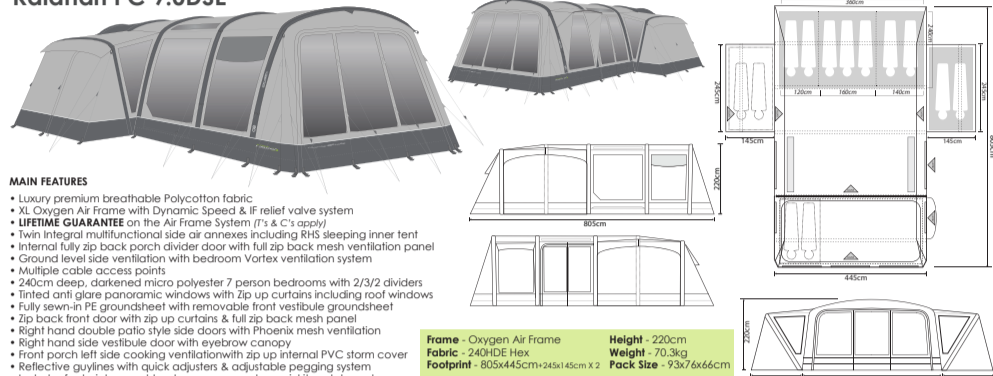 Kalahari PC 7.0DSE
MAIN FEATURES
• Luxury premium breathable Polycotton fabric
• XL Oxygen Air Frame with Dynamic Speed & IF relief valve system
• LIFETIME GUARANTEE on the Air Frame System (T's & C's apply)
• Twin Integral multifunctional side air annexes including RHS sleeping inner tent
• Internal fully zip back porch divider door with full zip back mesh ventilation panel
• Ground level side ventilation with bedroom Vortex ventilation system
• Multiple cable access points
• 240cm deep, darkened micro polyester 7 person bedrooms with 2/3/2 dividers
• Tinted anti glare panoramic windows with Zip up curtains including roof windows
• Fully sewn-in PE groundsheet with removable front vestibule groundsheet
• Zip back front door with zip up curtains & full zip back mesh panel
• Right hand double patio style side doors with Phoenix mesh ventilation
• Right hand side vestibule door with eyebrow canopy
• Front porch left side cooking ventilationwith zip up internal PVC storm cover
• Reflective guylines with quick adjusters & adjustable pegging system
220cm
805cm
Frame - Oxygen Air Frame
Fabric - 240HDE Hex
Footprint - 805x445cm+245x145cm X 2
Height - 220cm
Weight - 70.3kg
Pack Size - 93x76x66cm
360cm
240cm
120cm
160cm
140cm
245cm
145cm
245cm
145cm
445cm
220cm